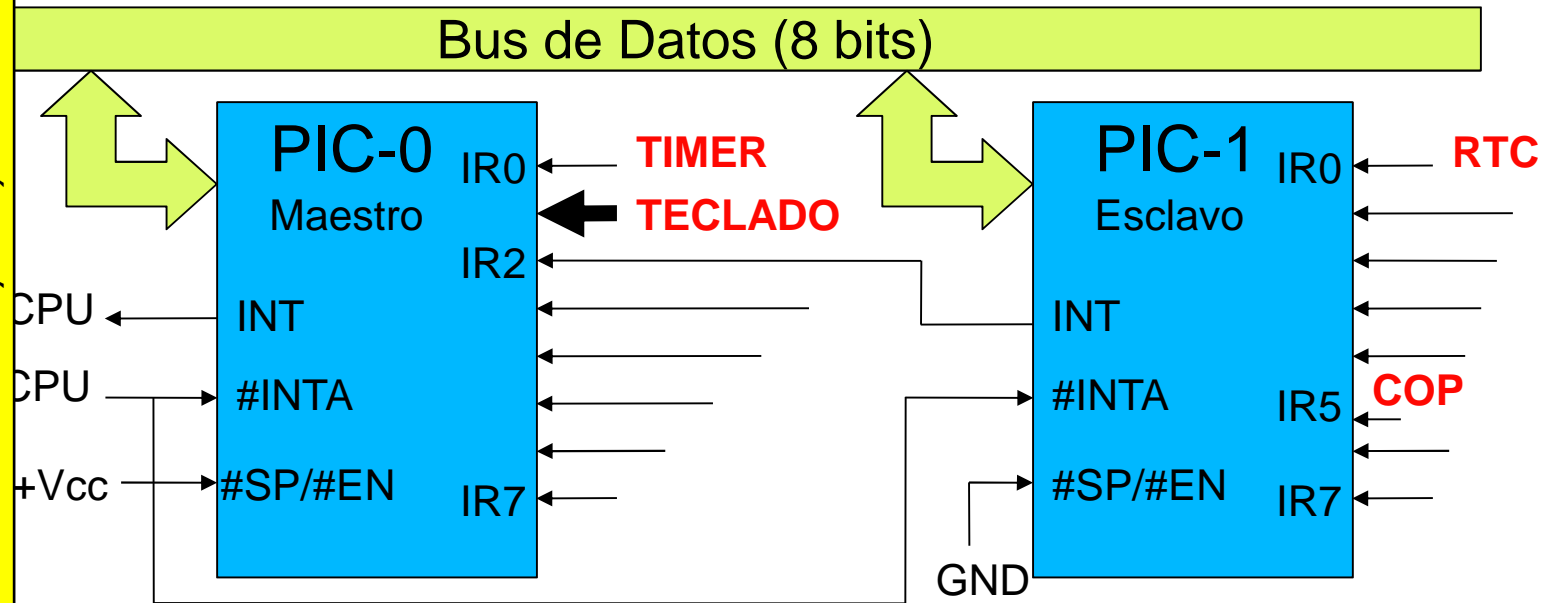 Bus de Datos (8 bits)
PIC-0
Maestro
IR0
TIMER
TECLADO
IR2
CPU
INT
CPU
#INTA
+Vcc
#SP/#EN
IR7
PIC-1
Esclavo
IR0
RTC
INT
#INTA
IR5
COP
#SP/#EN
IR7
GND